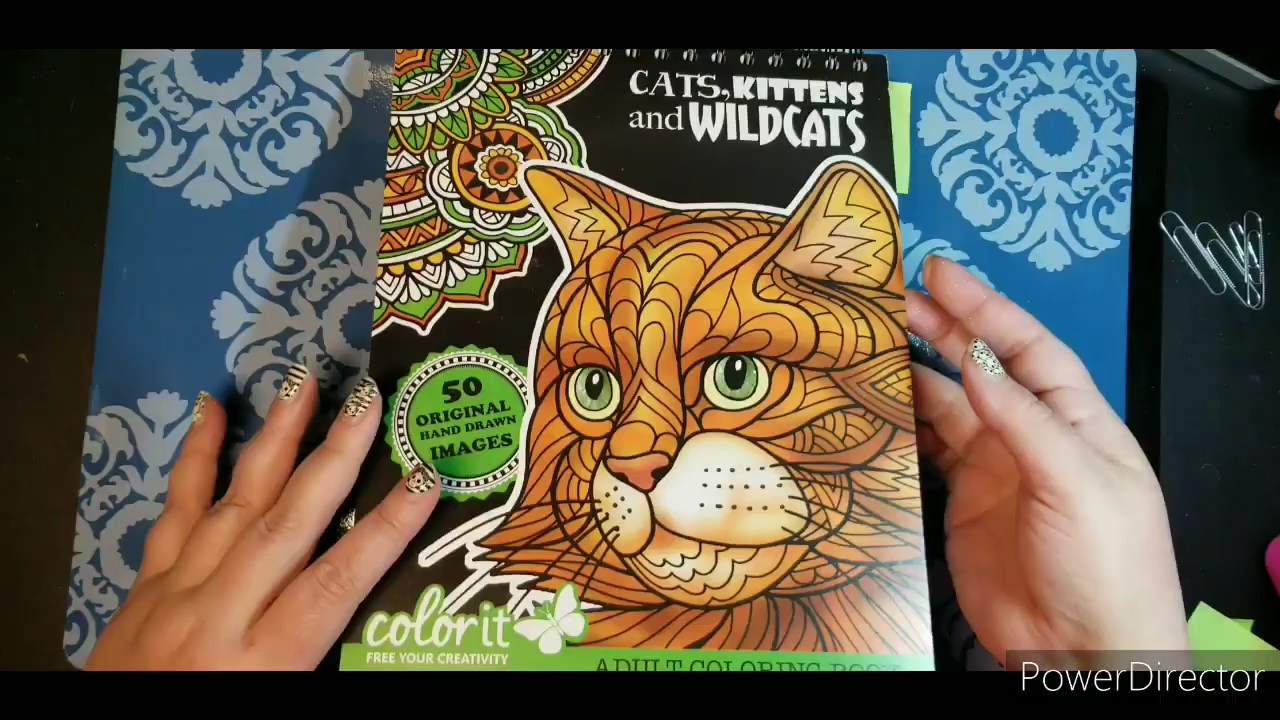 CATS, KITTENS
and WILDCATS
50
ORIGINAL
HAND DRAWN
IMAGES
colorit
FREE YOUR CREATIVITY
ADULT COLORING BOOK
PowerDirector